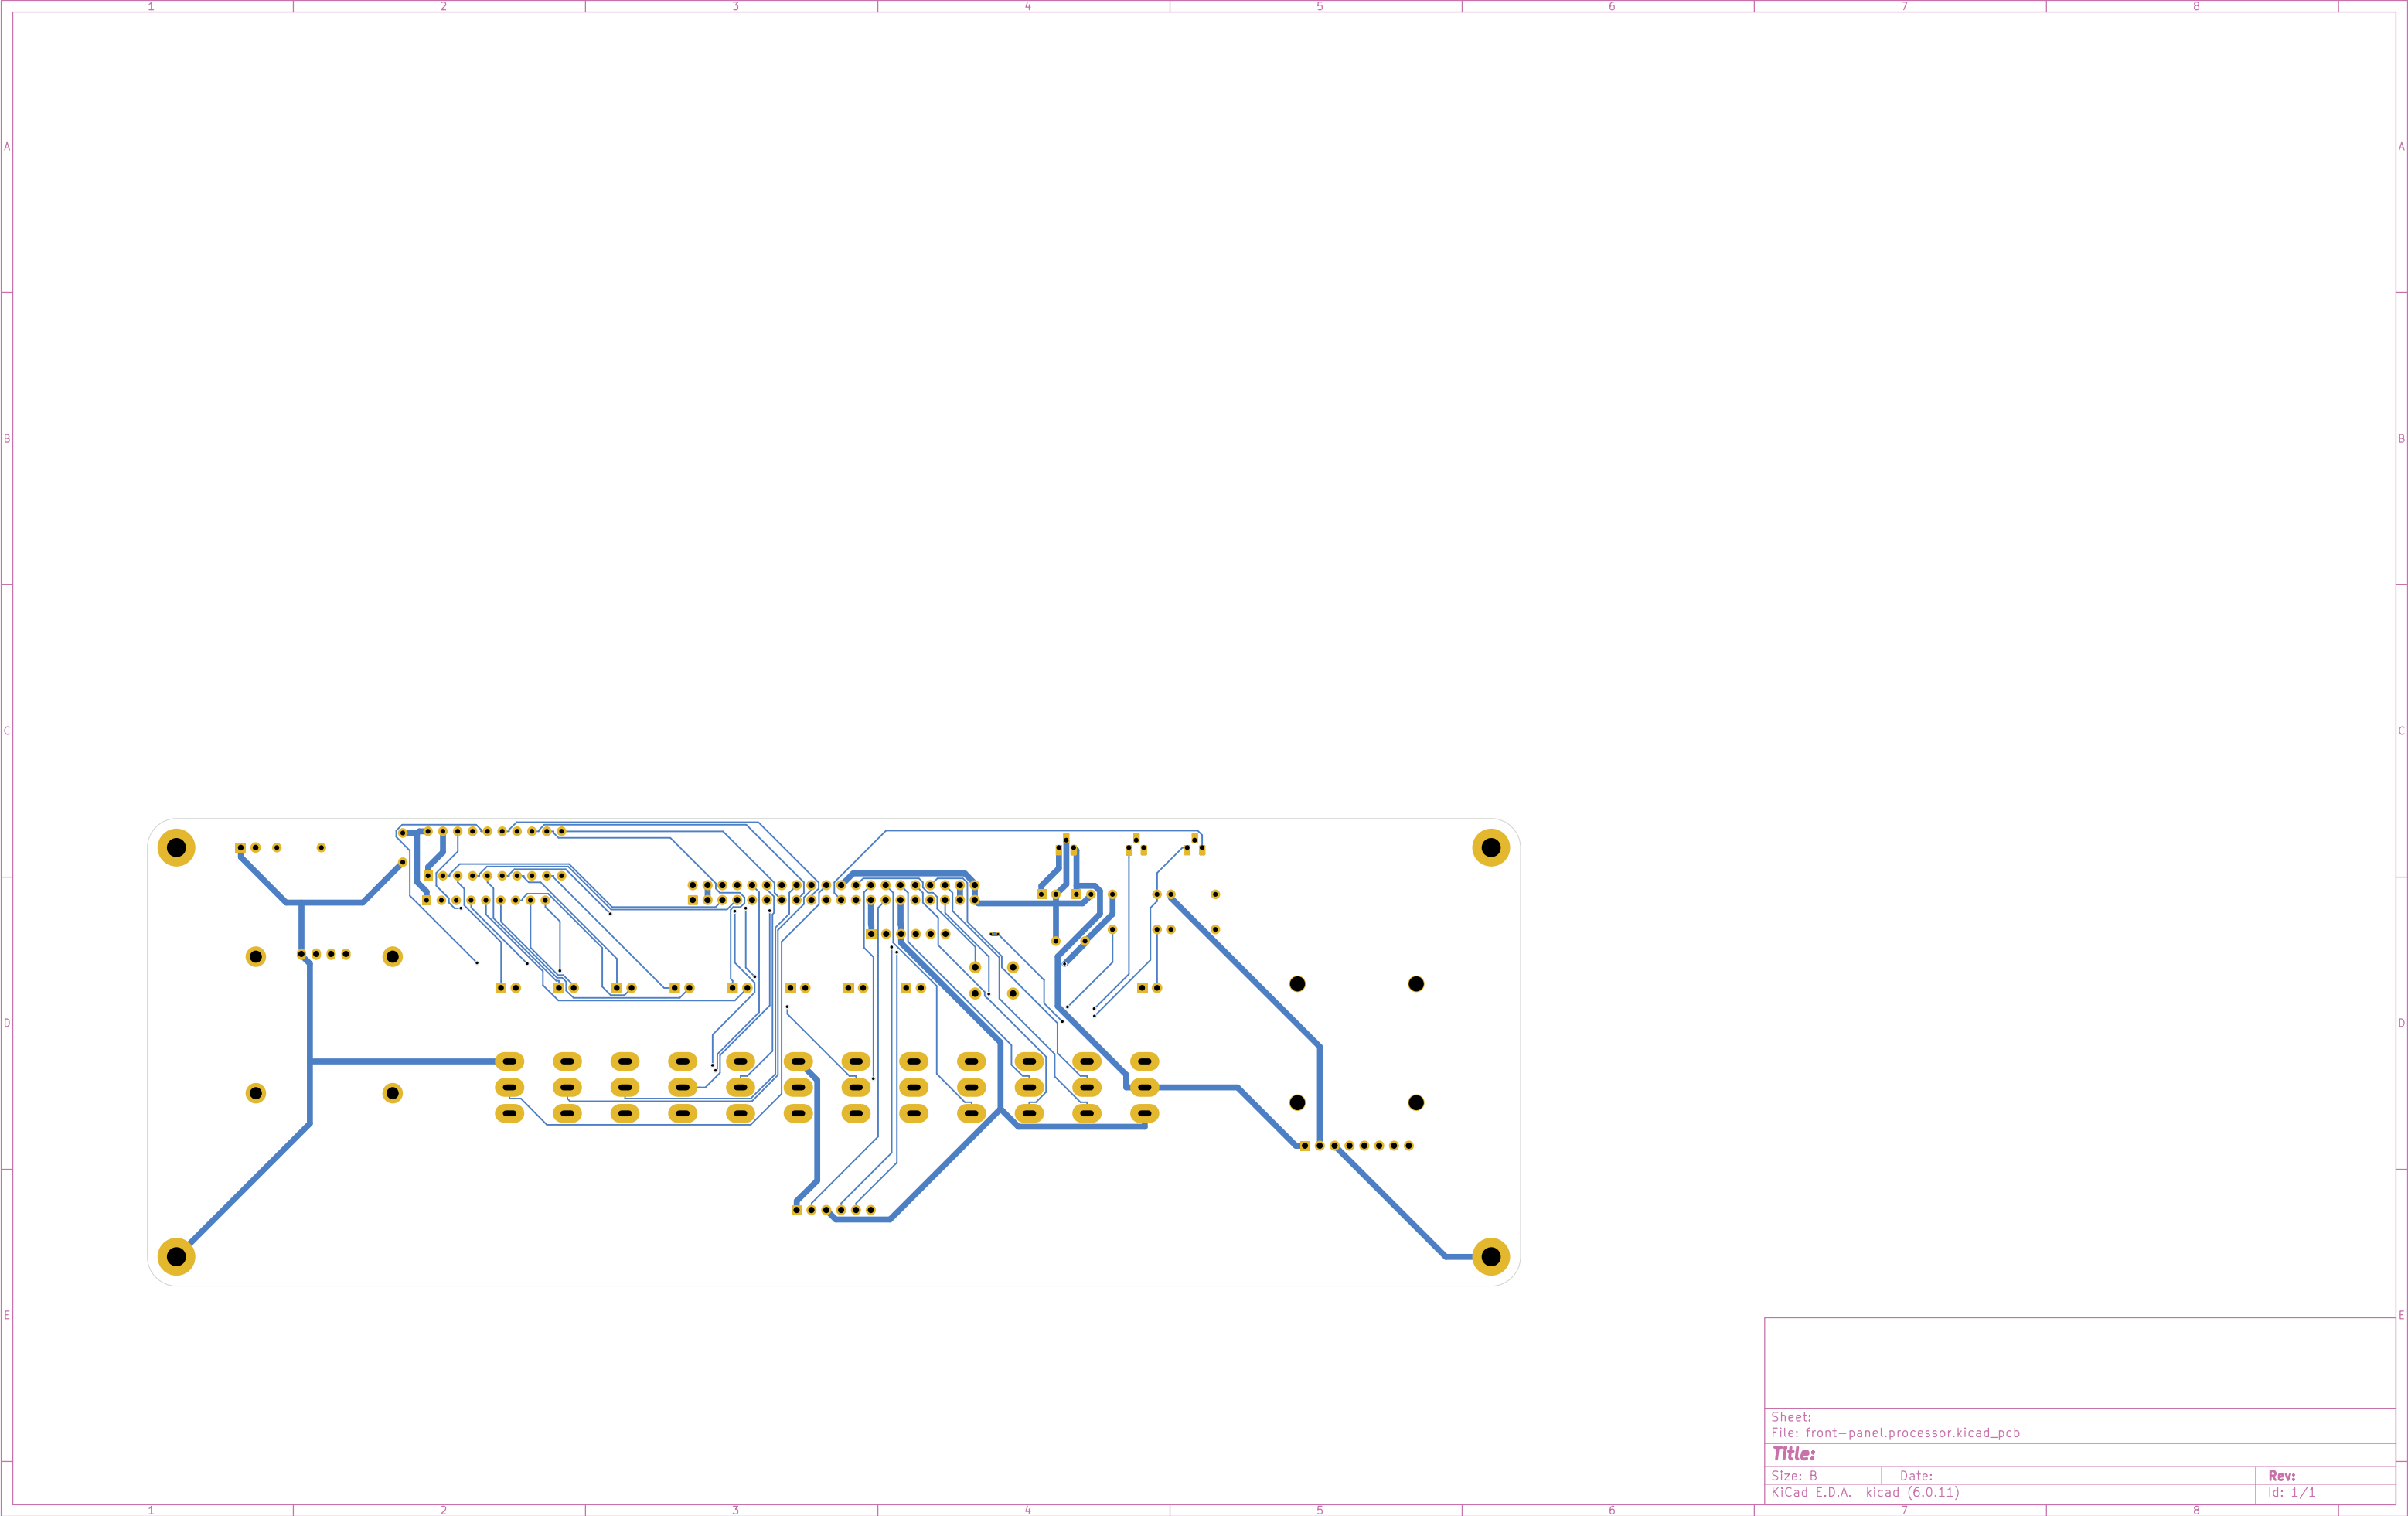 1 2 3 4 5 6 7 8
A A
B B
C C
D D
E E
Sheet:
File: front-panel.processor.kicad_pcb
Title:
Size: B Date: Rev:
KiCad E.D.A. kicad (6.0.11) Id: 1/1
1 2 3 4 5 6 7 8